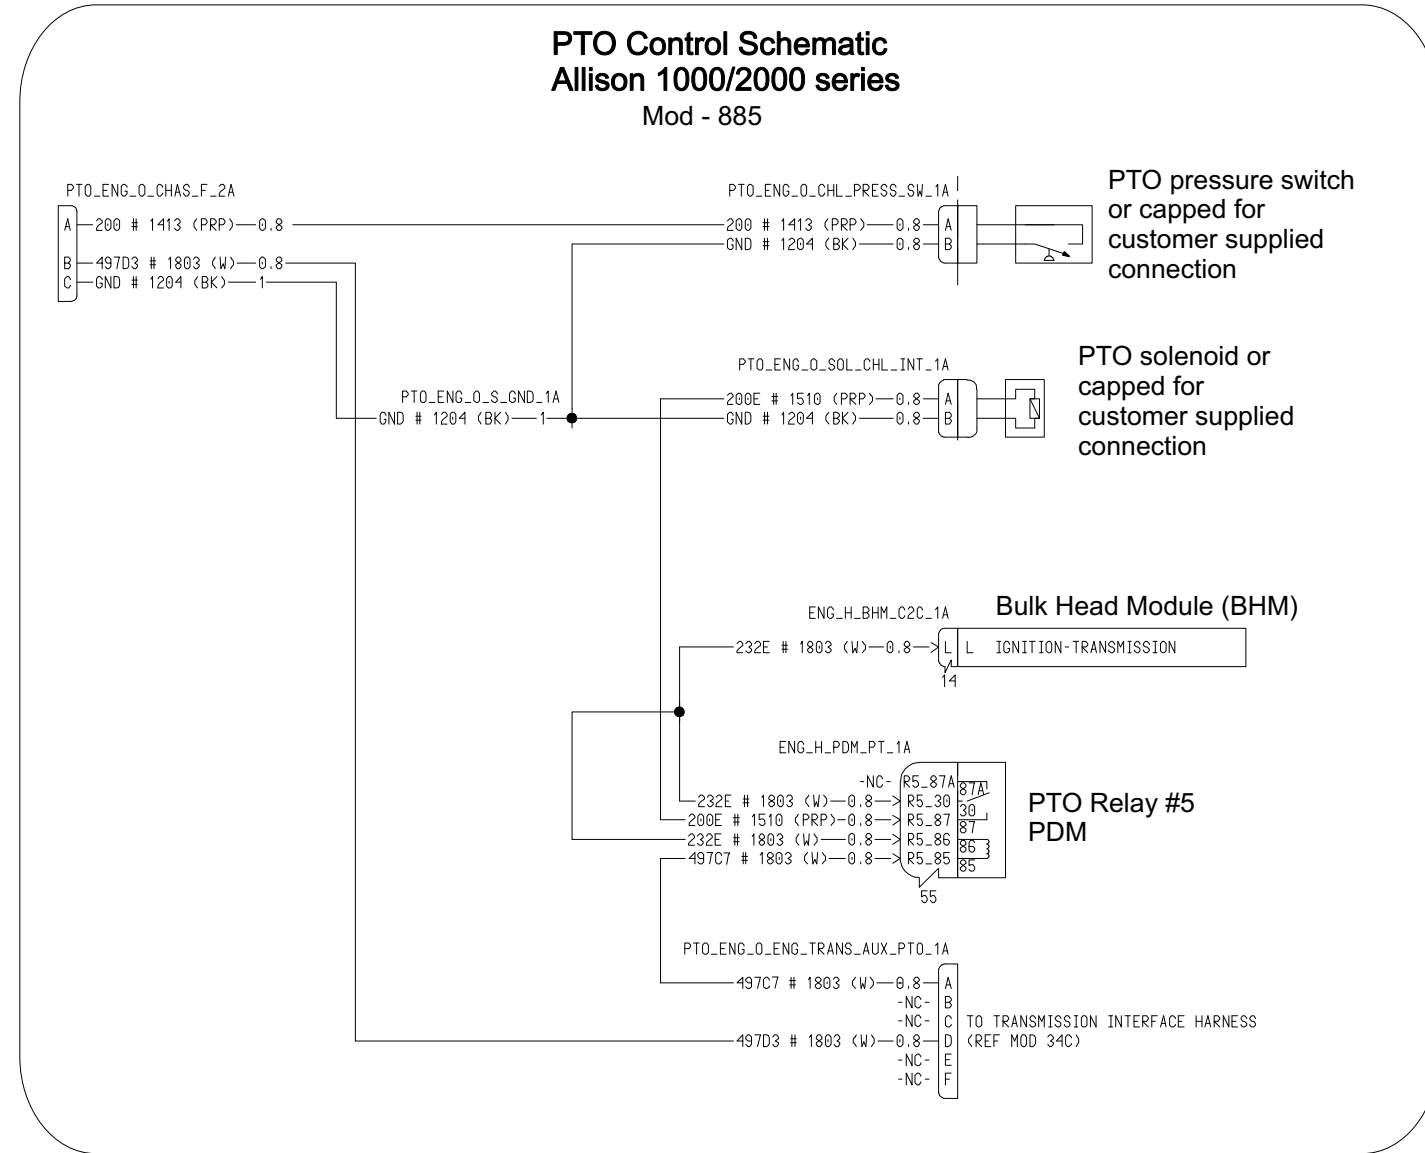 PTO Control Schematic
Allison 1000/2000 series
Mod - 885
PTO_ENG_O_CHAS_F_2A
A 200 # 1413 (PRP) 0.8
B 497D3 # 1803 (W) 0.8
C GND # 1204 (BK) 1
PTO_ENG_O_CHL_PRESS_SW_1A
200 # 1413 (PRP) 0.8 A
GND # 1204 (BK) 0.8 B
PTO pressure switch
or capped for
customer supplied
connection
PTO_ENG_O_S_GND_1A
GND # 1204 (BK) 1
PTO_ENG_O_SOL_CHL_INT_1A
200E # 1510 (PRP) 0.8 A
GND # 1204 (BK) 0.8 B
PTO solenoid or
capped for
customer supplied
connection
ENG_H_BHM_C2C_1A
Bulk Head Module (BHM)
232E # 1803 (W) 0.8 L L IGNITION-TRANSMISSION
14
ENG_H_PDM_PT_1A
-NC- R5_87A 87A
232E # 1803 (W) 0.8 R5_30 30
200E # 1510 (PRP) 0.8 R5_87 87
232E # 1803 (W) 0.8 R5_86 86
497C7 # 1803 (W) 0.8 R5_85 85
55
PTO Relay #5
PDM
PTO_ENG_O_ENG_TRANS_AUX_PTO_1A
497C7 # 1803 (W) 0.8 A
-NC- B
-NC- C TO TRANSMISSION INTERFACE HARNESS
497D3 # 1803 (W) 0.8 D (REF MOD 34C)
-NC- E
-NC- F